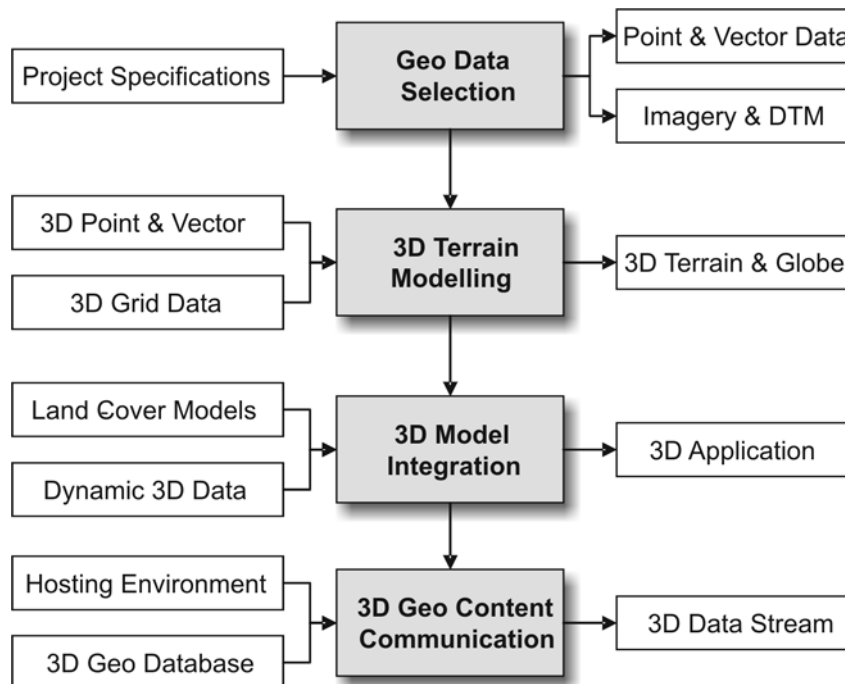 Project Specifications
Geo Data
Selection
Point & Vector Data
Imagery & DTM
3D Point & Vector
3D Grid Data
3D Terrain
Modelling
3D Terrain & Globe
Land Cover Models
Dynamic 3D Data
3D Model
Integration
3D Application
Hosting Environment
3D Geo Database
3D Geo Content
Communication
3D Data Stream